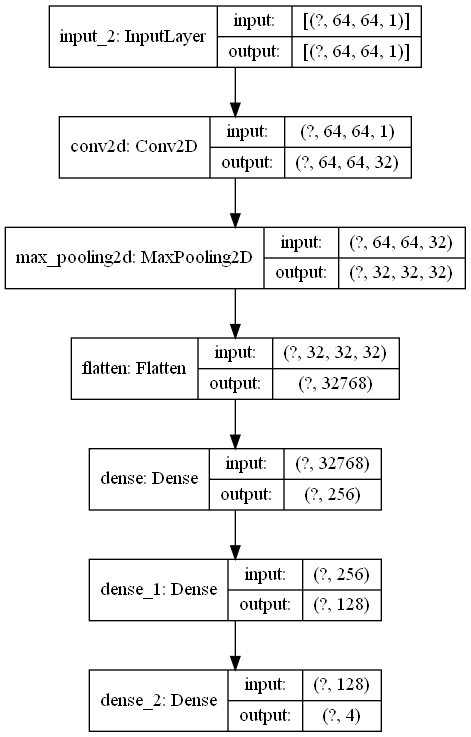 input_2: InputLayer
input: [(?, 64, 64, 1)]
output: [(?, 64, 64, 1)]
conv2d: Conv2D
input: (?, 64, 64, 1)
output: (?, 64, 64, 32)
max_pooling2d: MaxPooling2D
input: (?, 64, 64, 32)
output: (?, 32, 32, 32)
flatten: Flatten
input: (?, 32, 32, 32)
output: (?, 32768)
dense: Dense
input: (?, 32768)
output: (?, 256)
dense_1: Dense
input: (?, 256)
output: (?, 128)
dense_2: Dense
input: (?, 128)
output: (?, 4)